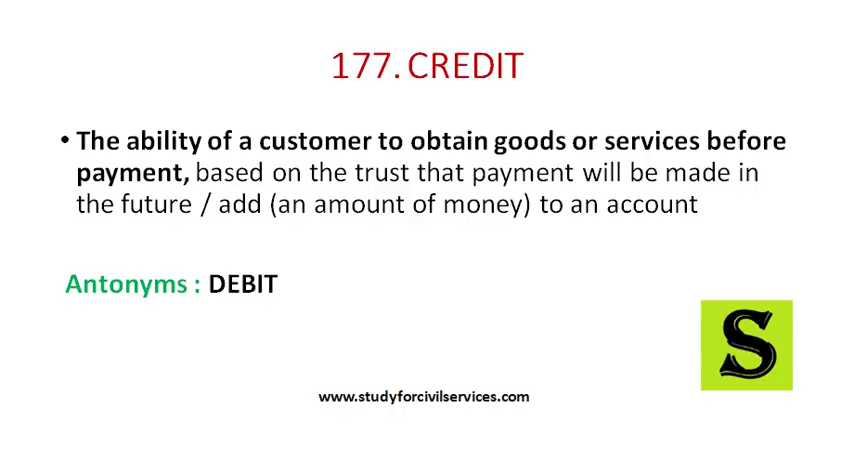 177. CREDIT
• The ability of a customer to obtain goods or services before
payment, based on the trust that payment will be made in
the future / add (an amount of money) to an account
Antonyms : DEBIT
S
www.studyforcivilservices.com